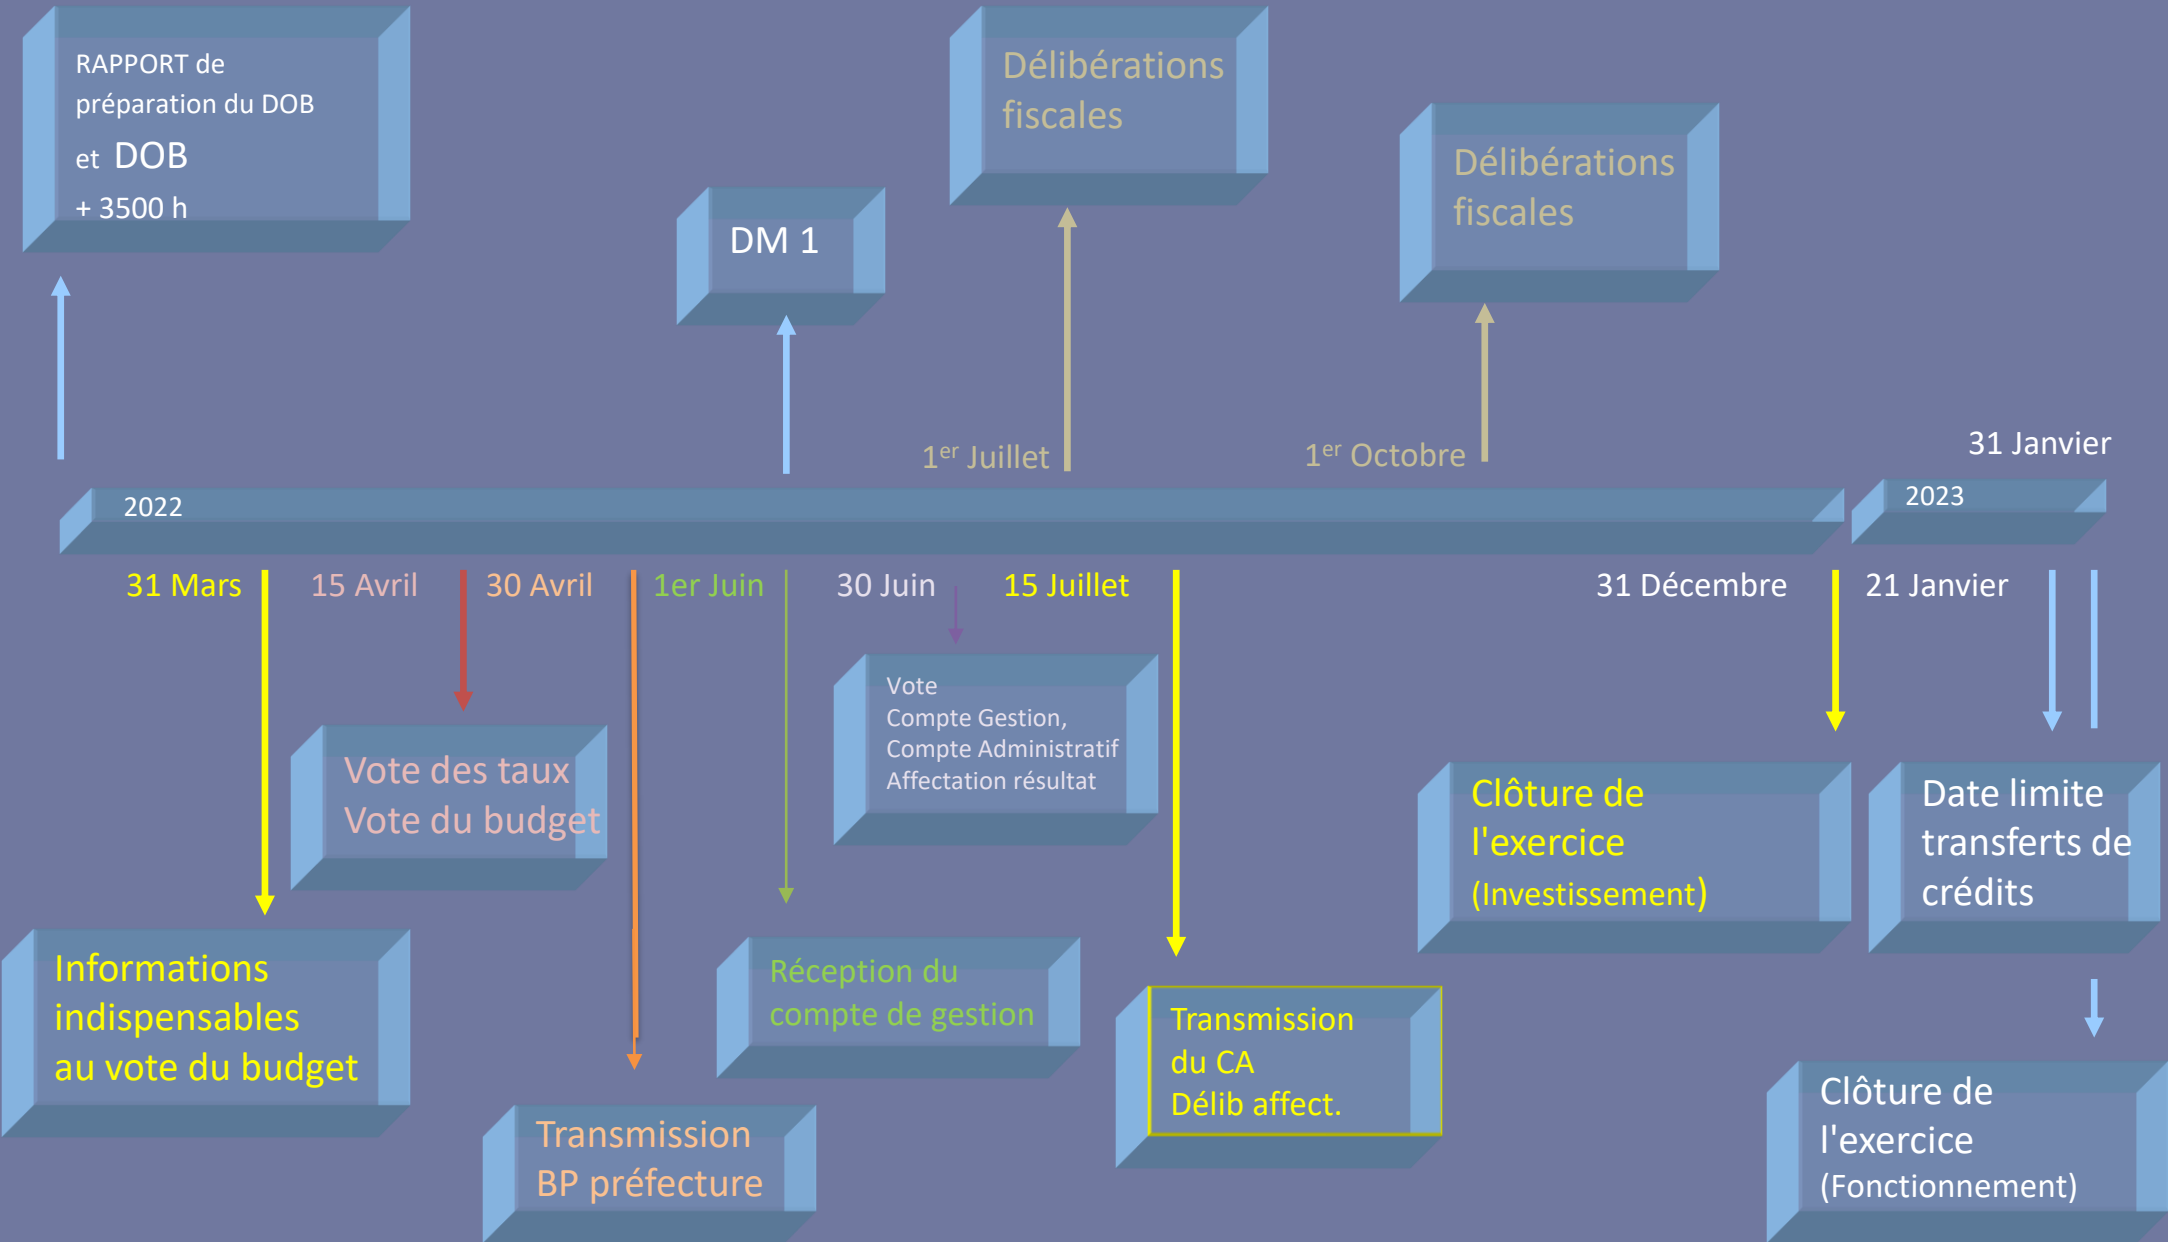 RAPPORT de
préparation du DOB
et DOB
+ 3500 h
DM 1
Délibérations
fiscales
Délibérations
fiscales
1er Juillet
1er Octobre
31 Janvier
2022
2023
31 Mars
15 Avril
30 Avril
1er Juin
30 Juin
15 Juillet
31 Décembre
21 Janvier
Informations
indispensables
au vote du budget
Vote des taux
Vote du budget
Transmission
BP préfecture
Réception du
compte de gestion
Vote
Compte Gestion,
Compte Administratif
Affectation résultat
Transmission
du CA
Délib affect.
Clôture de
l'exercice
(Investissement)
Date limite
transferts de
crédits
Clôture de
l'exercice
(Fonctionnement)